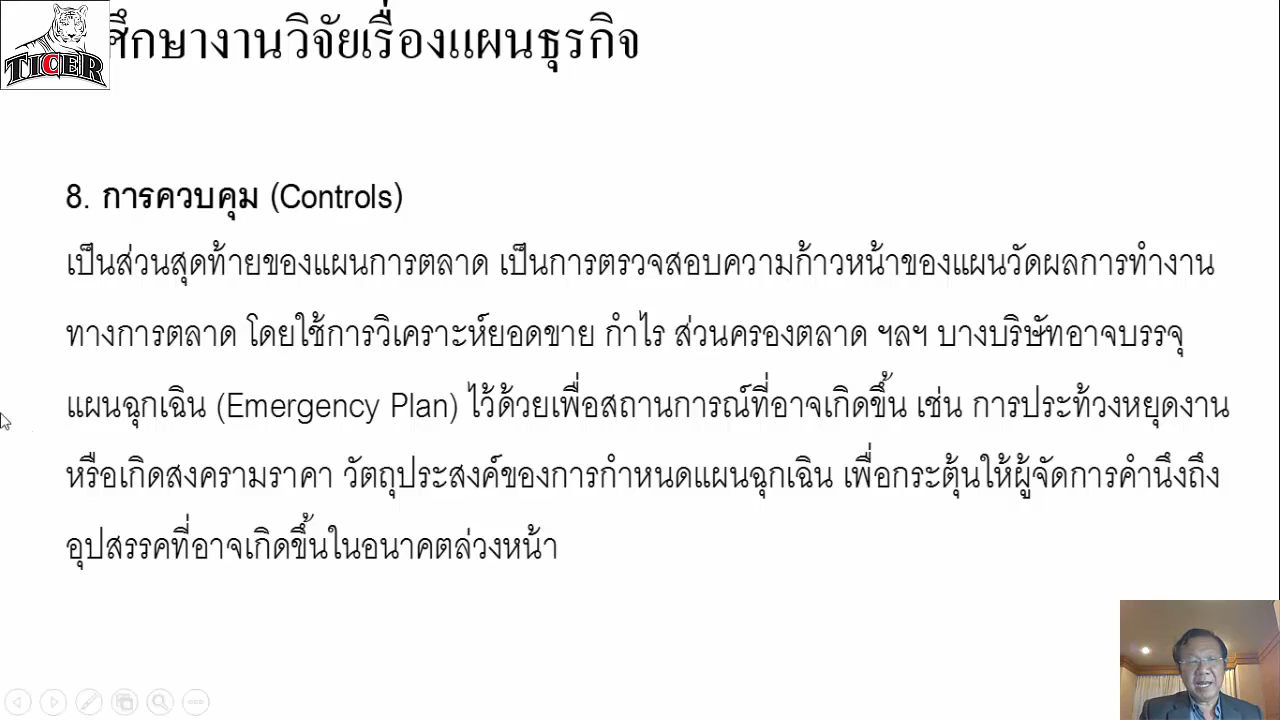 ศึกษางานวิจัยเรื่องแผนธุรกิจ
TICER
8. การควบคุม (Controls)
เป็นส่วนสุดท้ายของแผนการตลาด เป็นการตรวจสอบความก้าวหน้าของแผนวัดผลการทำงาน
ทางการตลาด โดยใช้การวิเคราะห์ยอดขาย กำไร ส่วนครองตลาด ฯลฯ บางบริษัทอาจบรรจุ
แผนฉุกเฉิน (Emergency Plan) ไว้ด้วยเพื่อสถานการณ์ที่อาจเกิดขึ้น เช่น การประท้วงหยุดงาน
หรือเกิดสงครามราคา วัตถุประสงค์ของการกำหนดแผนฉุกเฉิน เพื่อกระตุ้นให้ผู้จัดการคำนึงถึง
อุปสรรคที่อาจเกิดขึ้นในอนาคตล่วงหน้า